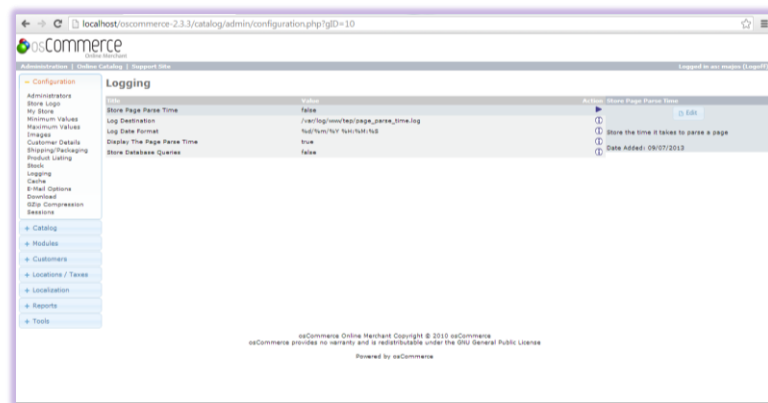 localhost/oscommerce-2.3.3/catalog/admin/configuration.php?gID=10
osCommerce
Online Merchant
Administration | Online Catalog | Support Site
Logged in as: majos (Logoff)
Configuration
Administrators
Store Logo
My Store
Minimum Values
Maximum Values
Images
Customer Details
Shipping/Packaging
Product Listing
Stock
Logging
Cache
E-Mail Options
Download
GZip Compression
Sessions
+ Catalog
+ Modules
+ Customers
+ Locations / Taxes
+ Localization
+ Reports
+ Tools
Logging
Title Value Action
Store Page Parse Time false
Log Destination /var/log/www/tep/page_parse_time.log
Log Date Format %d/%m/%Y %H:%M:%S
Display The Page Parse Time true
Store Database Queries false
Store Page Parse Time
Edit
Store the time it takes to parse a page
Date Added: 09/07/2013
osCommerce Online Merchant Copyright © 2010 osCommerce
osCommerce provides no warranty and is redistributable under the GNU General Public License
Powered by osCommerce